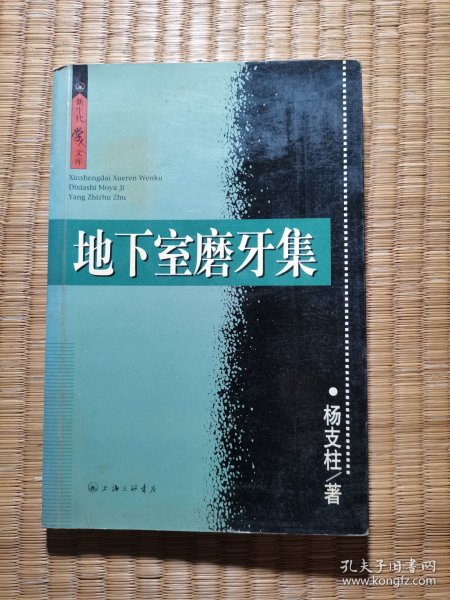 新生代学人文库
Xinshengdai Xueren Wenku
Dixiashi Moya Ji
Yang Zhizhu Zhu
地下室磨牙集
杨支柱/著
上海三联书店
孔夫子旧书网
www.kongfz.com